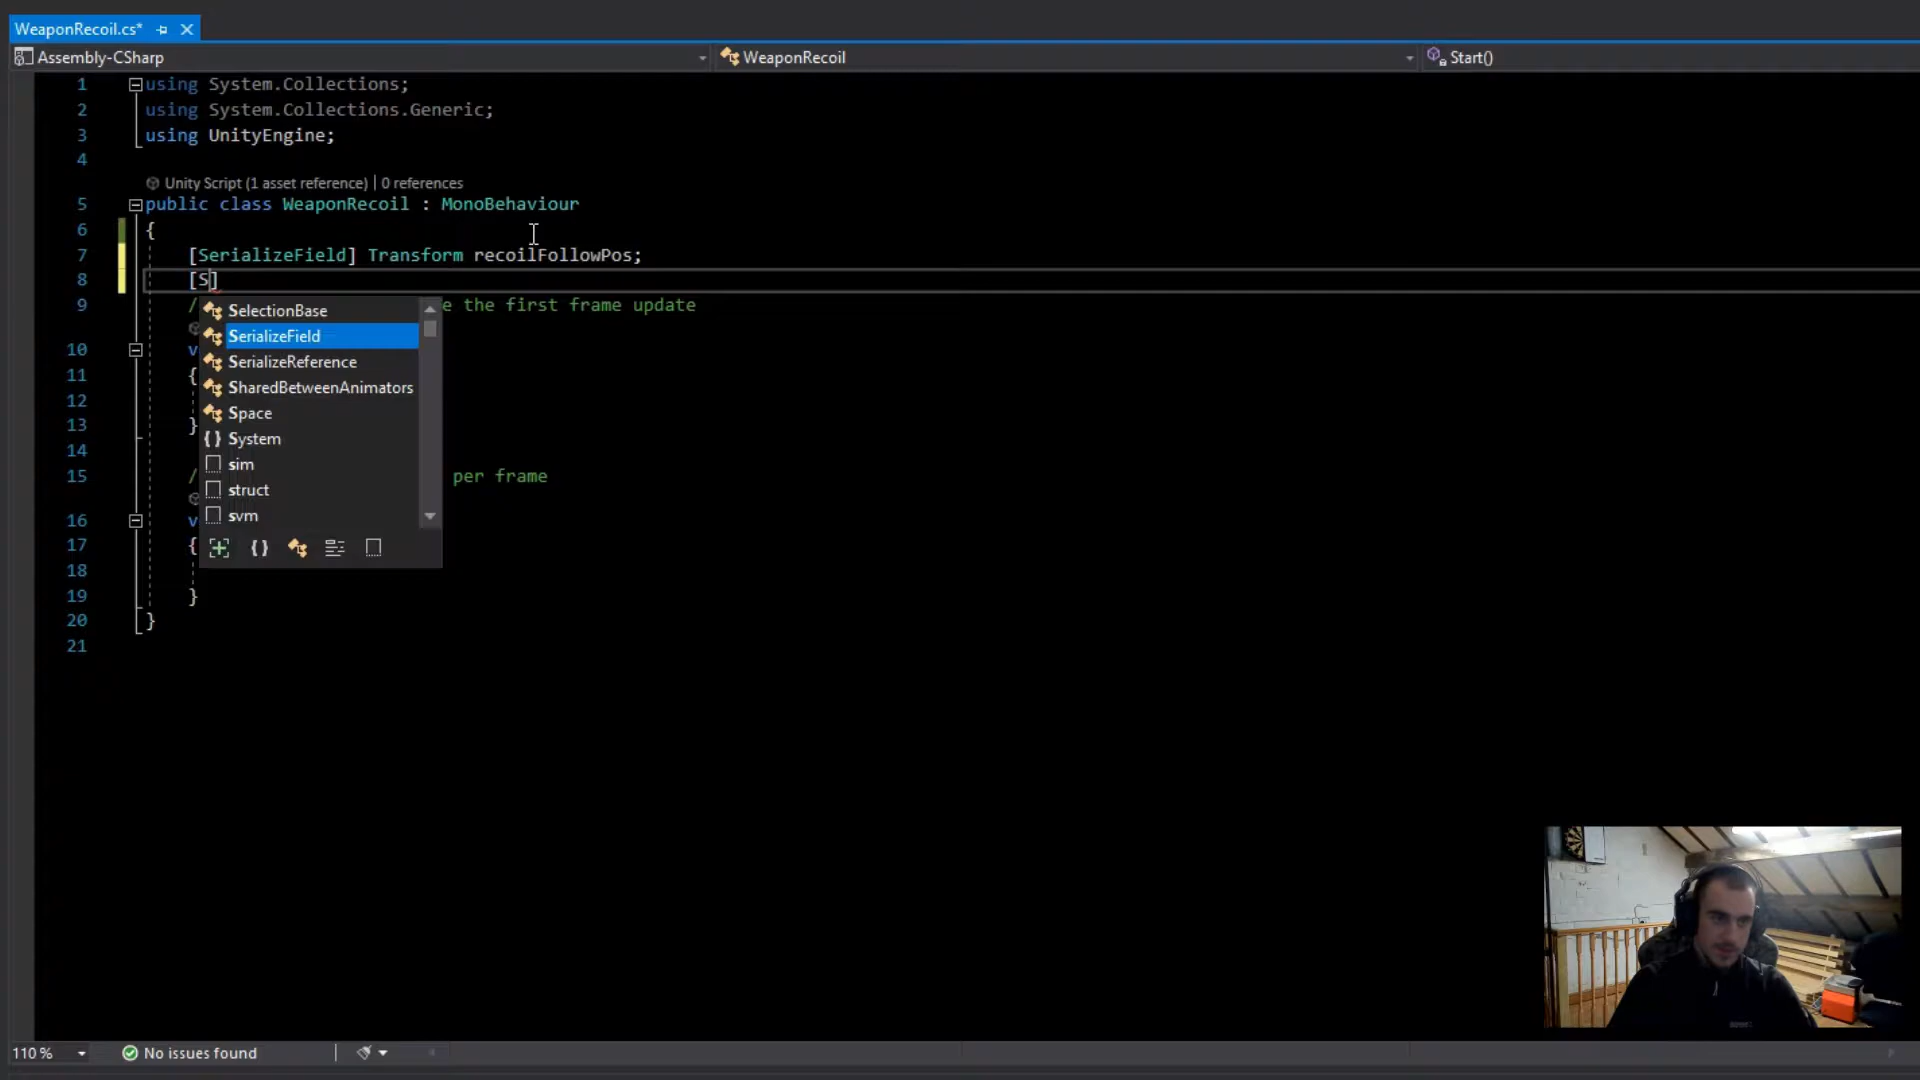 WeaponRecoil.cs*
Assembly-CSharp
WeaponRecoil
Start()
1 using System.Collections;
2 using System.Collections.Generic;
3 using UnityEngine;
4
Unity Script (1 asset reference) | 0 references
5 public class WeaponRecoil : MonoBehaviour
6 {
7 [SerializeField] Transform recoilFollowPos;
8 [S]
9 / e the first frame update
10 v
11 {
12
13 }
14
15 / per frame
16 v
17 {
18
19 }
20 }
21
SelectionBase
SerializeField
SerializeReference
SharedBetweenAnimators
Space
{ } System
sim
struct
svm
110 %
No issues found